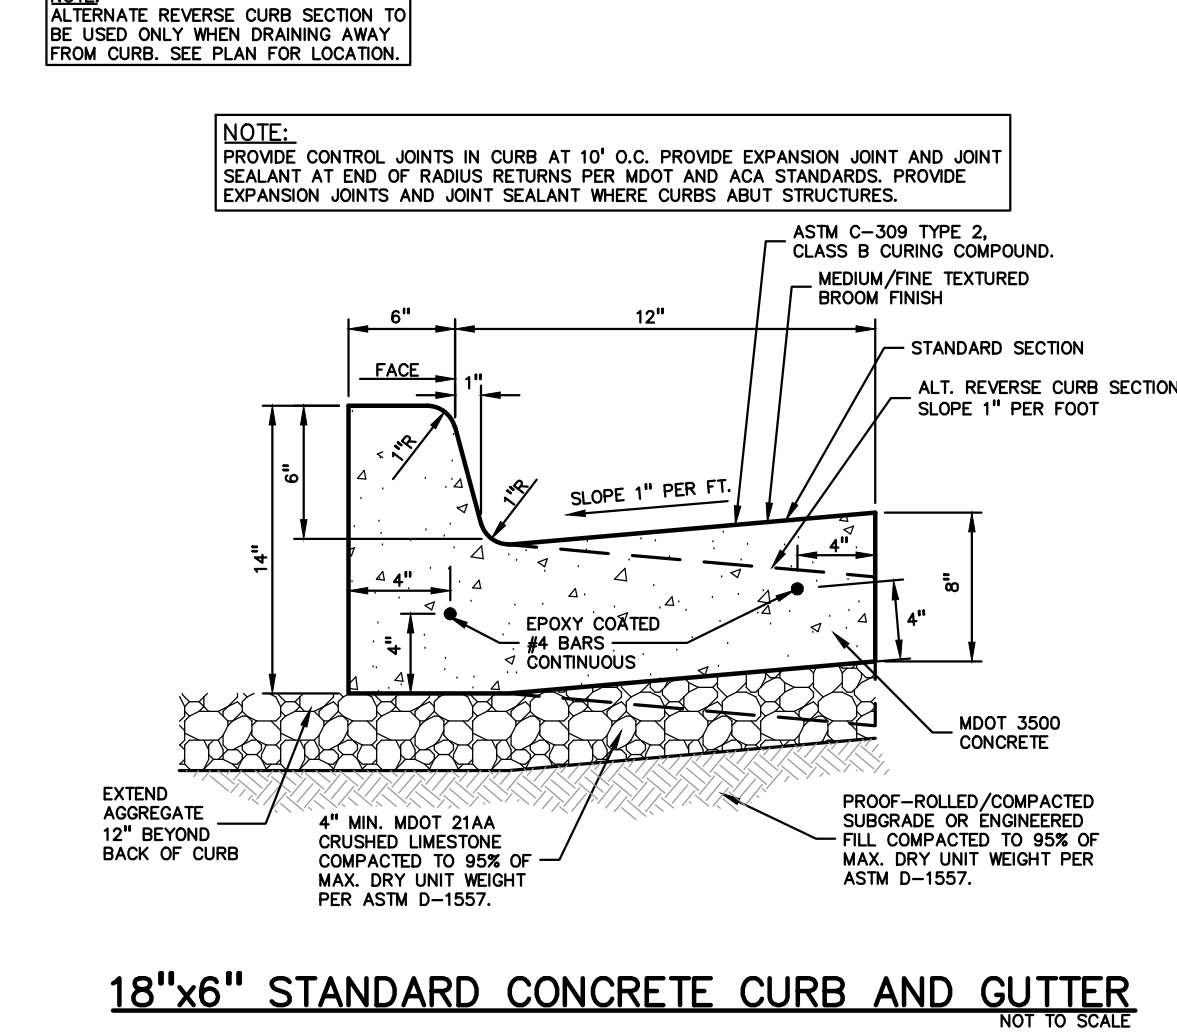 NOTE:
ALTERNATE REVERSE CURB SECTION TO
BE USED ONLY WHEN DRAINING AWAY
FROM CURB. SEE PLAN FOR LOCATION.
NOTE:
PROVIDE CONTROL JOINTS IN CURB AT 10' O.C. PROVIDE EXPANSION JOINT AND JOINT
SEALANT AT END OF RADIUS RETURNS PER MDOT AND ACA STANDARDS. PROVIDE
EXPANSION JOINTS AND JOINT SEALANT WHERE CURBS ABUT STRUCTURES.
ASTM C-309 TYPE 2,
CLASS B CURING COMPOUND.
MEDIUM/FINE TEXTURED
BROOM FINISH
6"
12"
STANDARD SECTION
FACE
1"
ALT. REVERSE CURB SECTION
SLOPE 1" PER FOOT
1"R
6"
1"R
SLOPE 1" PER FT.
14"
4"
4"
8"
4"
4"
EPOXY COATED
#4 BARS
CONTINUOUS
MDOT 3500
CONCRETE
EXTEND
AGGREGATE
12" BEYOND
BACK OF CURB
4" MIN. MDOT 21AA
CRUSHED LIMESTONE
COMPACTED TO 95% OF
MAX. DRY UNIT WEIGHT
PER ASTM D-1557.
PROOF-ROLLED/COMPACTED
SUBGRADE OR ENGINEERED
FILL COMPACTED TO 95% OF
MAX. DRY UNIT WEIGHT PER
ASTM D-1557.
18"x6" STANDARD CONCRETE CURB AND GUTTER
NOT TO SCALE